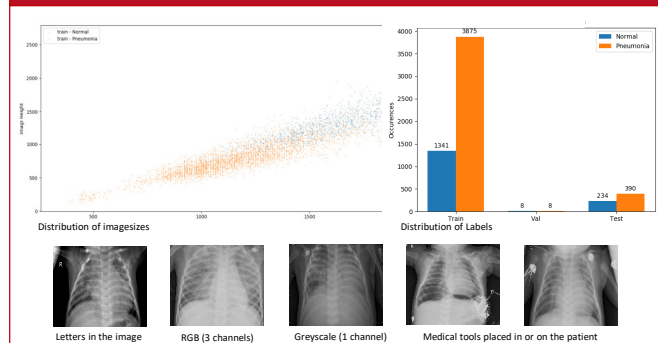 train - Normal
train - Pneumonia
2500
2000
1500
1000
500
0
Image Height
500
1000
1500
Distribution of imagesizes
Normal
Pneumonia
4000
3500
3000
2500
2000
1500
1000
500
0
Occurences
1341
3875
8
8
234
390
Train
Val
Test
Distribution of Labels
R
Letters in the image
RGB (3 channels)
Greyscale (1 channel)
Medical tools placed in or on the patient